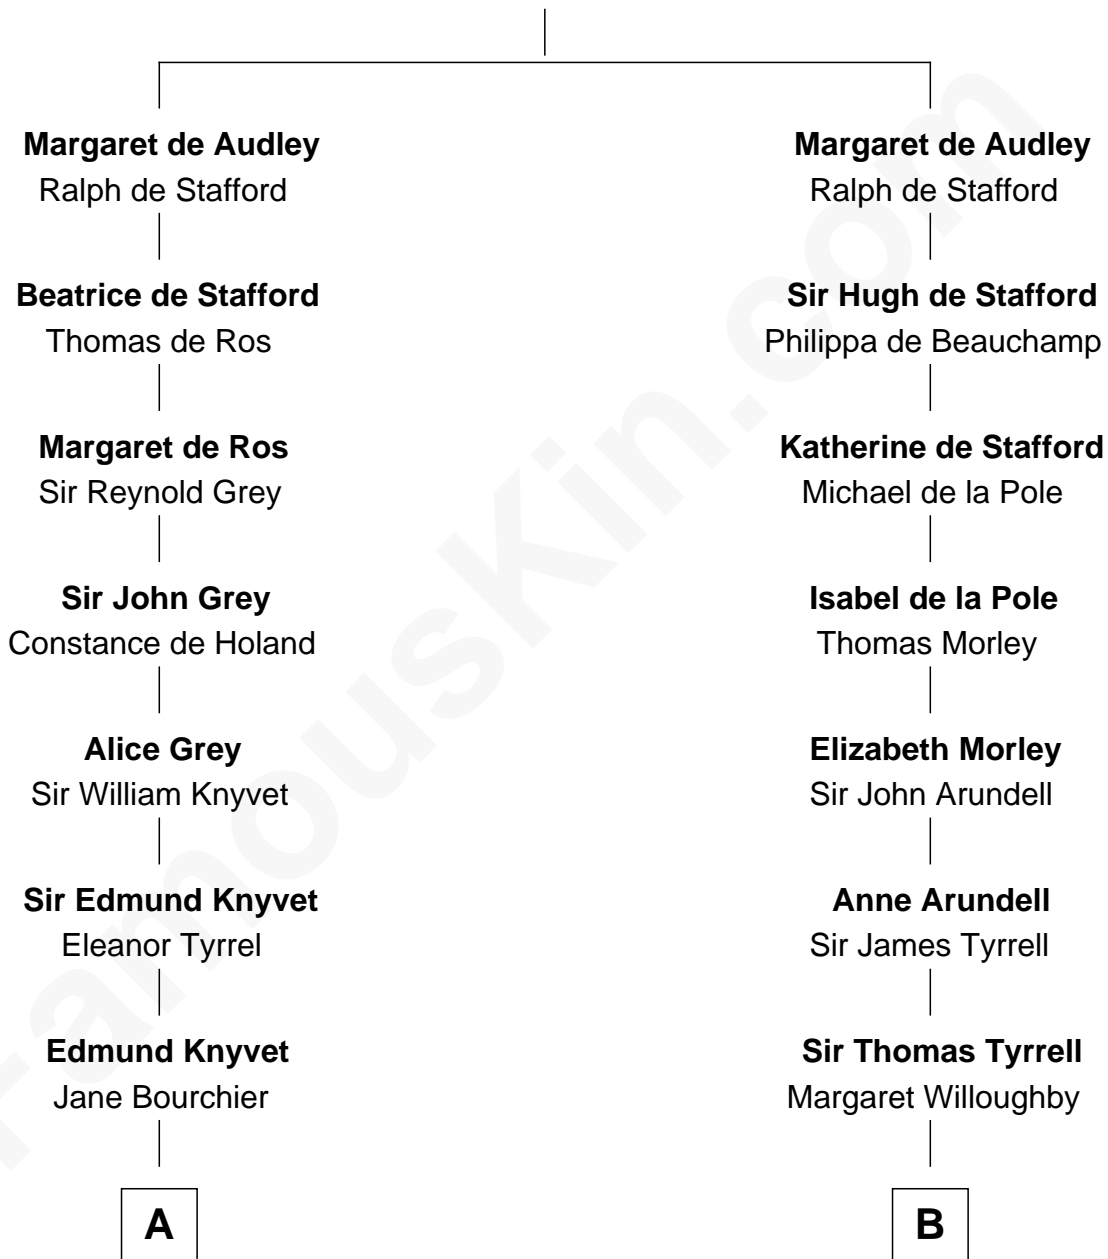 Margaret de Audley
Ralph de Stafford
Beatrice de Stafford
Thomas de Ros
Margaret de Ros
Sir Reynold Grey
Sir John Grey
Constance de Holand
Alice Grey
Sir William Knyvet
Sir Edmund Knyvet
Eleanor Tyrrel
Edmund Knyvet
Jane Bourchier
A
Margaret de Audley
Ralph de Stafford
Sir Hugh de Stafford
Philippa de Beauchamp
Katherine de Stafford
Michael de la Pole
Isabel de la Pole
Thomas Morley
Elizabeth Morley
Sir John Arundell
Anne Arundell
Sir James Tyrrell
Sir Thomas Tyrrell
Margaret Willoughby
B
FamousKin.com